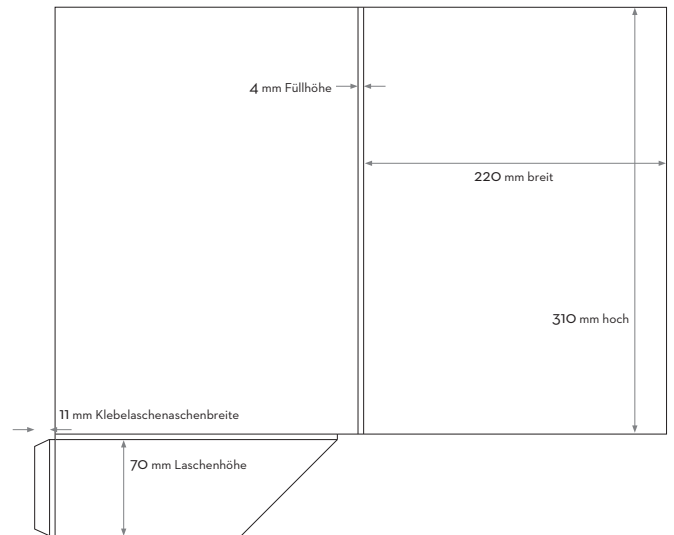 4 mm Füllhöhe
220 mm breit
310 mm hoch
11 mm Klebelaschenaschenbreite
70 mm Laschenhöhe